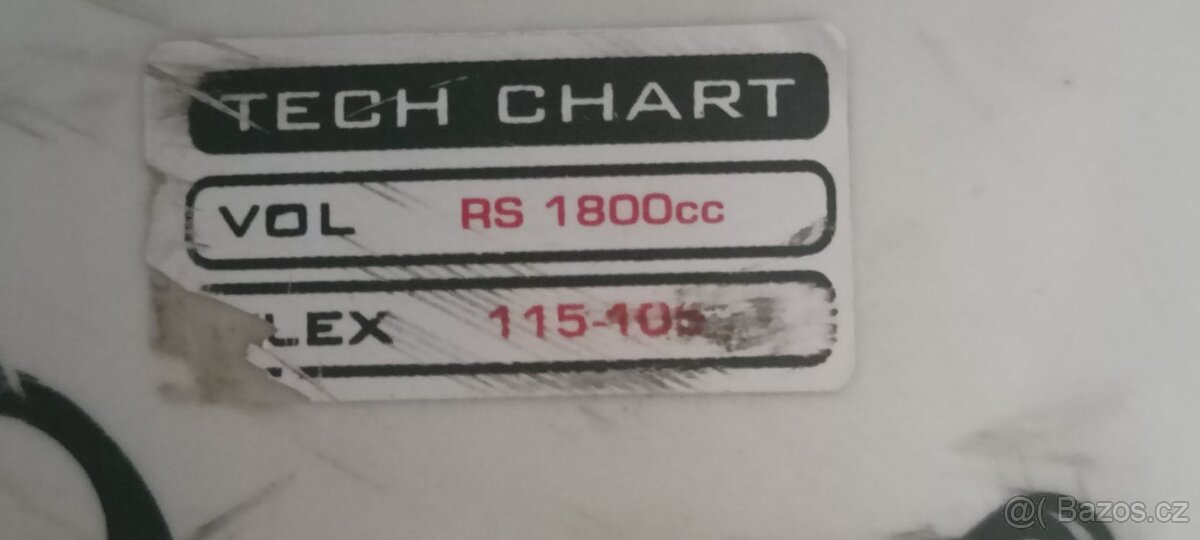 TECH CHART
VOL RS 1800cc
LEX 115-105
@( Bazos.cz